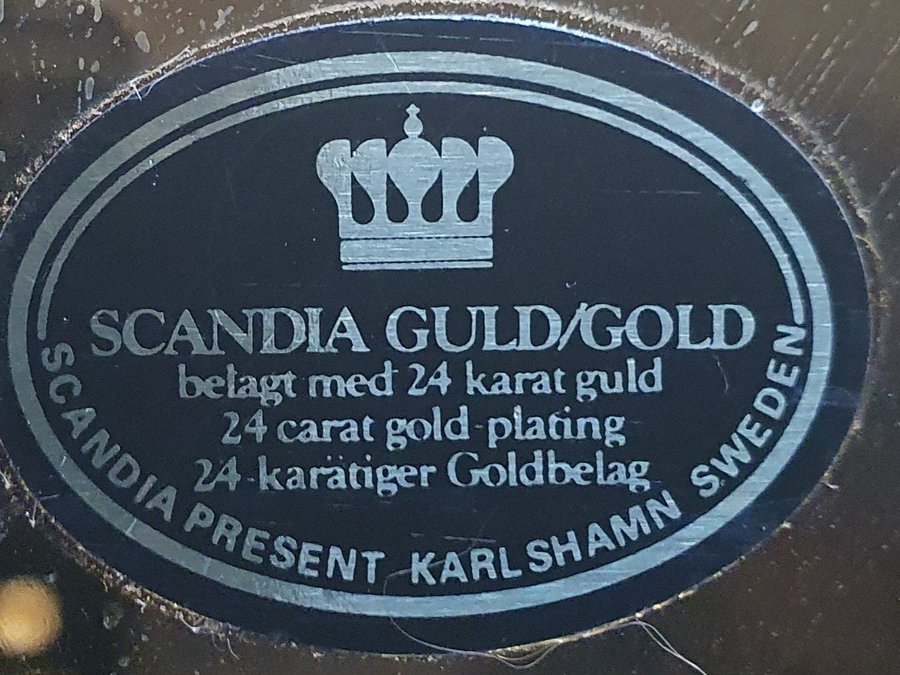 SCANDIA GULD/GOLD
belagt med 24 karat guld
24 carat gold-plating
24-karätiger Goldbelag
SCANDIA PRESENT KARLSHAMN SWEDEN